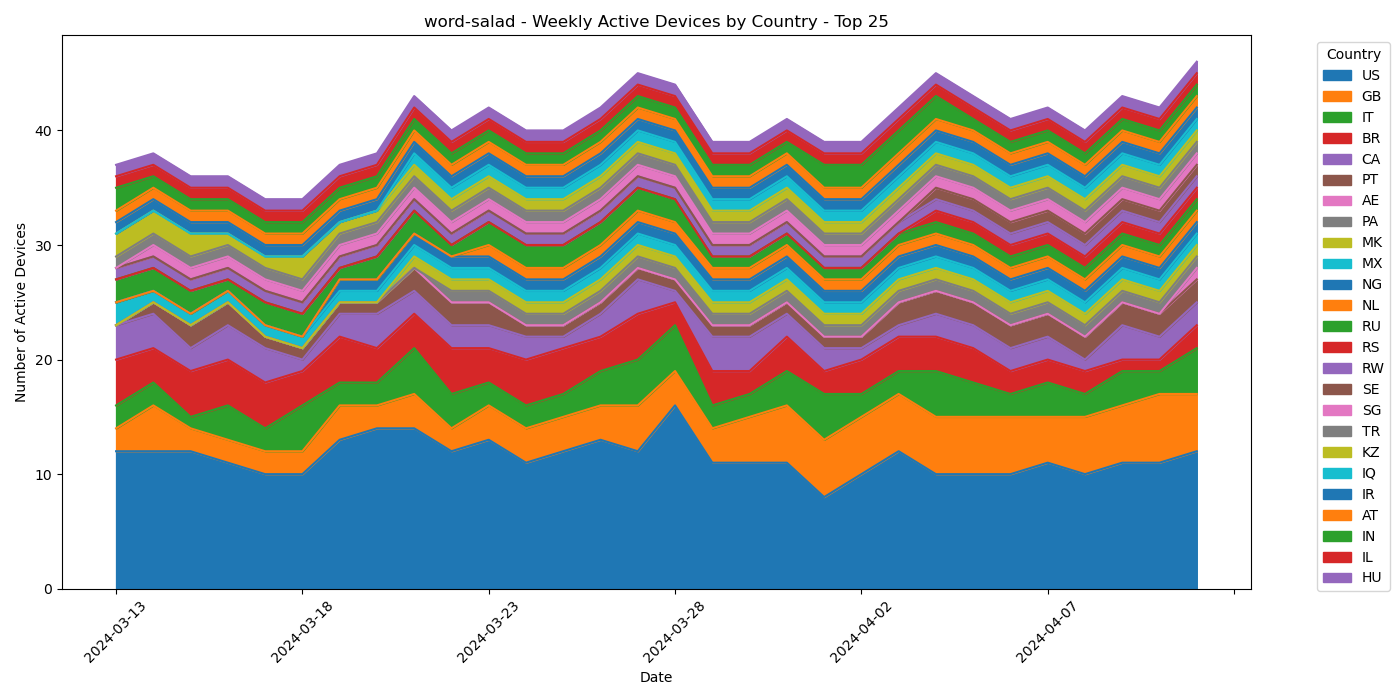 word-salad - Weekly Active Devices by Country - Top 25
Number of Active Devices
40
30
20
10
0
2024-03-13
2024-03-18
2024-03-23
2024-03-28
2024-04-02
2024-04-07
Date
Country
US
GB
IT
BR
CA
PT
AE
PA
MK
MX
NG
NL
RU
RS
RW
SE
SG
TR
KZ
IQ
IR
AT
IN
IL
HU